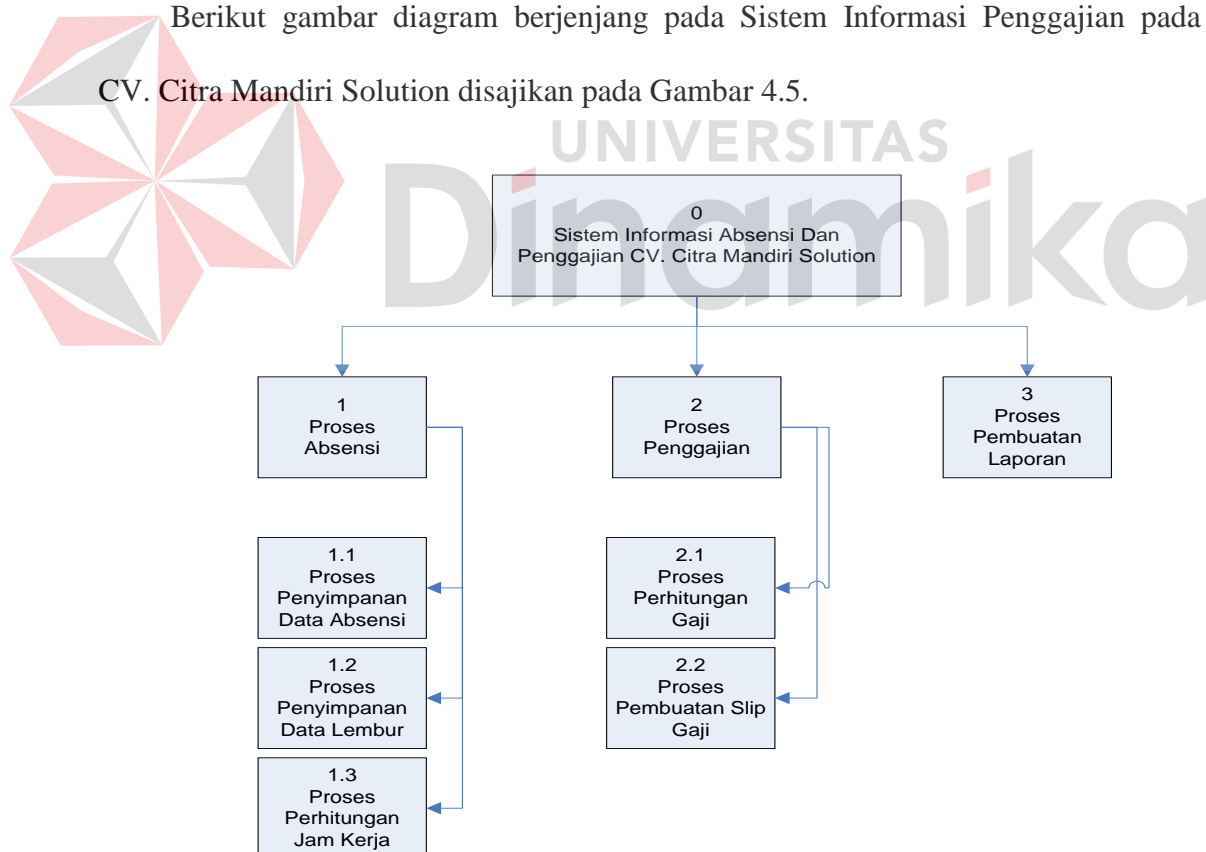 Berikut gambar diagram berjenjang pada Sistem Informasi Penggajian pada
CV. Citra Mandiri Solution disajikan pada Gambar 4.5.
UNIVERSITAS
Dinamika
0
Sistem Informasi Absensi Dan
Penggajian CV. Citra Mandiri Solution
1
Proses
Absensi
2
Proses
Penggajian
3
Proses
Pembuatan
Laporan
1.1
Proses
Penyimpanan
Data Absensi
2.1
Proses
Perhitungan
Gaji
1.2
Proses
Penyimpanan
Data Lembur
2.2
Proses
Pembuatan Slip
Gaji
1.3
Proses
Perhitungan
Jam Kerja